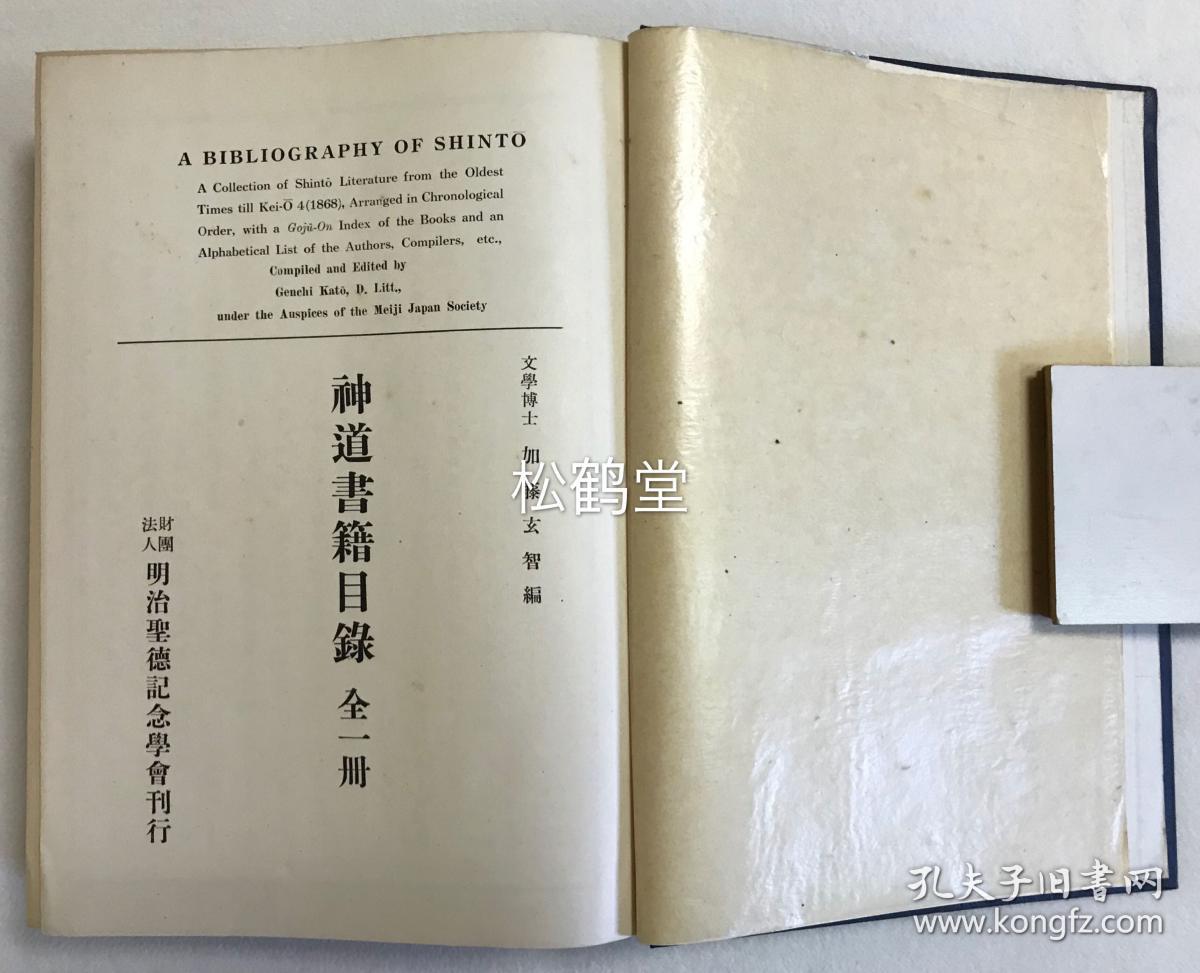 A BIBLIOGRAPHY OF SHINTŌ
A Collection of Shintō Literature from the Oldest
Times till Kei-Ō 4(1868), Arranged in Chronological
Order, with a Gojū-On Index of the Books and an
Alphabetical List of the Authors, Compilers, etc.,
Compiled and Edited by
Genchi Katō, D. Litt.,
under the Auspices of the Meiji Japan Society
文學博士 加藤玄智編
神道書籍目錄 全一冊
財團法人 明治聖德記念學會刊行
松鹤堂
孔夫子旧书网
www.kongfz.com